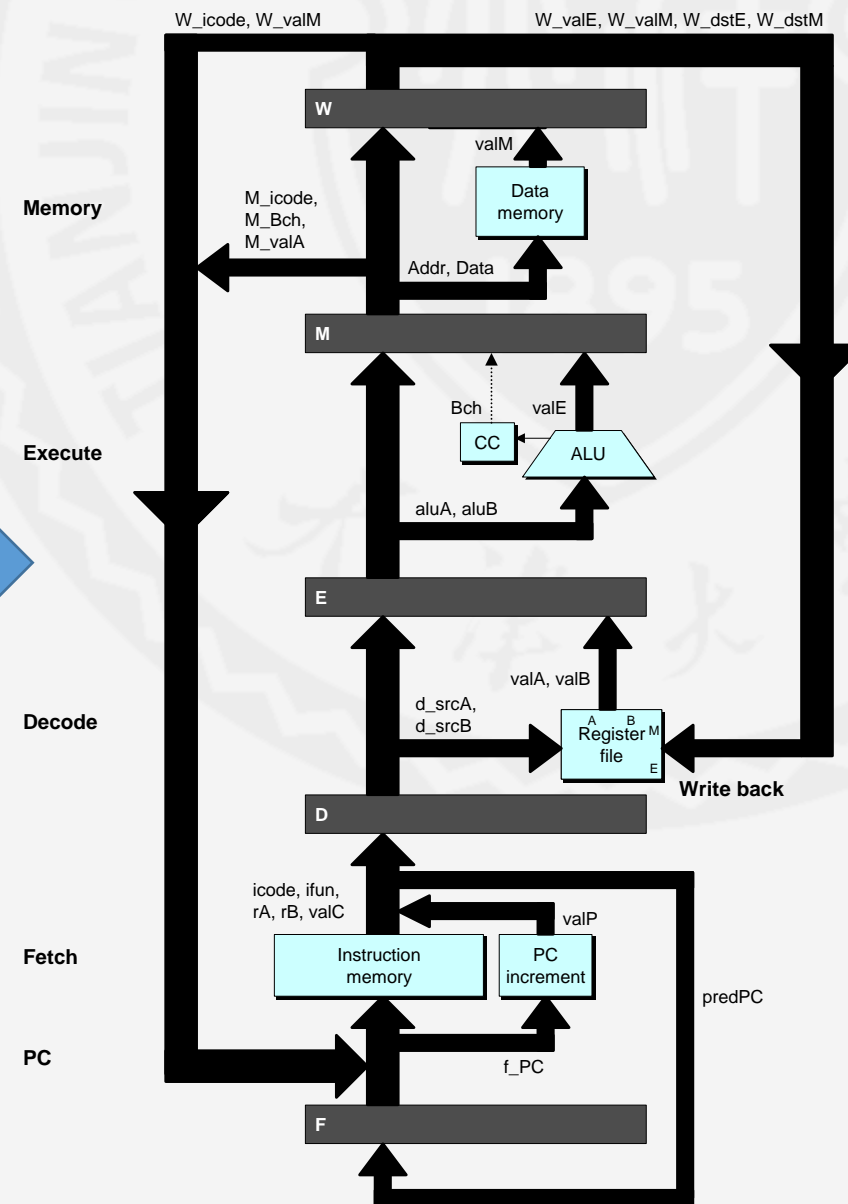 W_icode, W_valM
W_valE, W_valM, W_dstE, W_dstM
W
valM
Memory
Data
memory
M_icode,
M_Bch,
M_valA
Addr, Data
M
Bch
valE
Execute
CC
ALU
aluA, aluB
E
valA, valB
Decode
d_srcA,
d_srcB
A B
Register M
file
E
Write back
D
icode, ifun,
rA, rB, valC
valP
Fetch
Instruction
memory
PC
increment
predPC
PC
f_PC
F
TIANJIN
1895